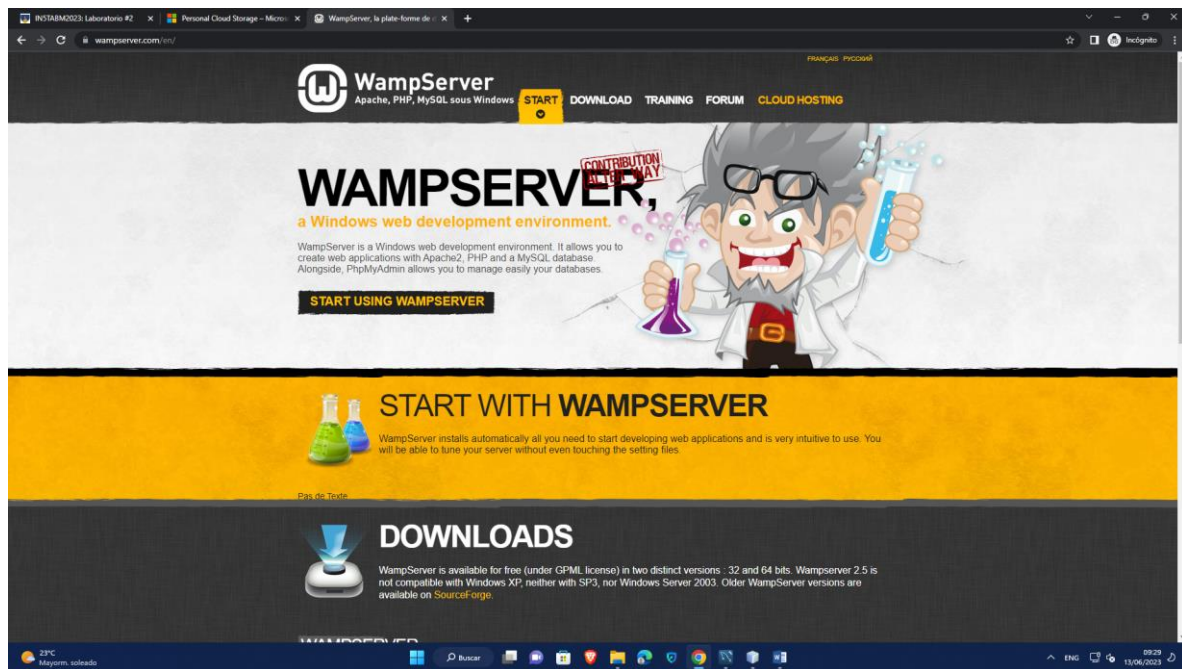 INSTABM2023: Laboratorio #2
Personal Cloud Storage – Micros
WampServer, la plate-forme de d
wampserver.com/en/
Incógnito
FRANÇAIS РУССКИЙ
WampServer
Apache, PHP, MySQL sous Windows
START DOWNLOAD TRAINING FORUM CLOUD HOSTING
CONTRIBUTION
ALTER WAY
WAMPSERVER,
a Windows web development environment.
WampServer is a Windows web development environment. It allows you to
create web applications with Apache2, PHP and a MySQL database.
Alongside, PhpMyAdmin allows you to manage easily your databases.
START USING WAMPSERVER
START WITH WAMPSERVER
WampServer installs automatically all you need to start developing web applications and is very intuitive to use. You
will be able to tune your server without even touching the setting files.
Pas de Texte
DOWNLOADS
WampServer is available for free (under GPML license) in two distinct versions : 32 and 64 bits. Wampserver 2.5 is
not compatible with Windows XP, neither with SP3, nor Windows Server 2003. Older WampServer versions are
available on SourceForge.
WAMPSERVER
23°C
Mayorm. soleado
Buscar
ENG
09:29
13/06/2023